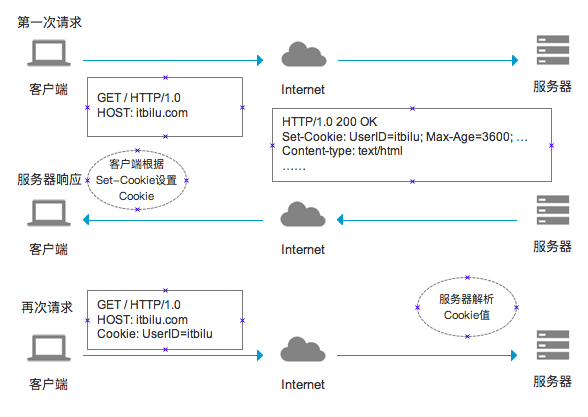 第一次请求
客户端
Internet
服务器
GET / HTTP/1.0
HOST: itbilu.com
HTTP/1.0 200 OK
Set-Cookie: UserID=itbilu; Max-Age=3600; ...
Content-type: text/html
......
客户端根据
Set-Cookie设置
Cookie
服务器响应
客户端
Internet
服务器
再次请求
GET / HTTP/1.0
HOST: itbilu.com
Cookie: UserID=itbilu
服务器解析
Cookie值
客户端
Internet
服务器